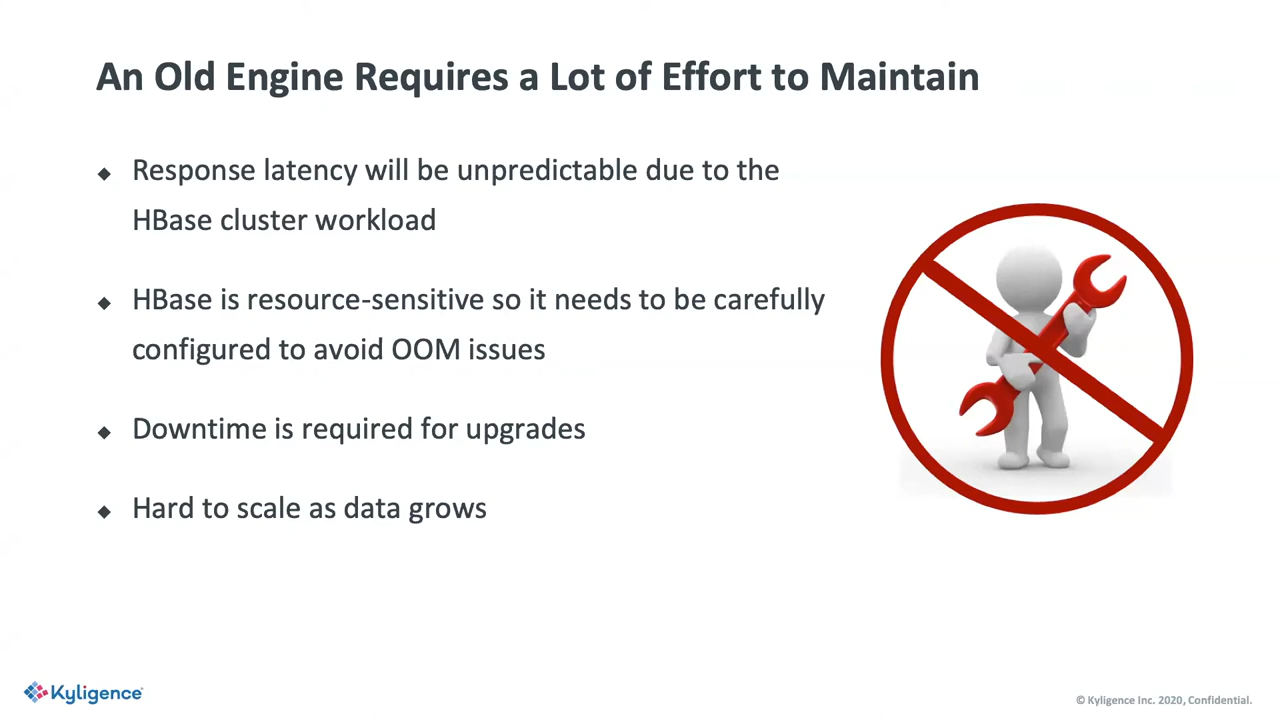 An Old Engine Requires a Lot of Effort to Maintain
◆ Response latency will be unpredictable due to the
HBase cluster workload
◆ HBase is resource-sensitive so it needs to be carefully
configured to avoid OOM issues
◆ Downtime is required for upgrades
◆ Hard to scale as data grows
Kyligence
© Kyligence Inc. 2020, Confidential.